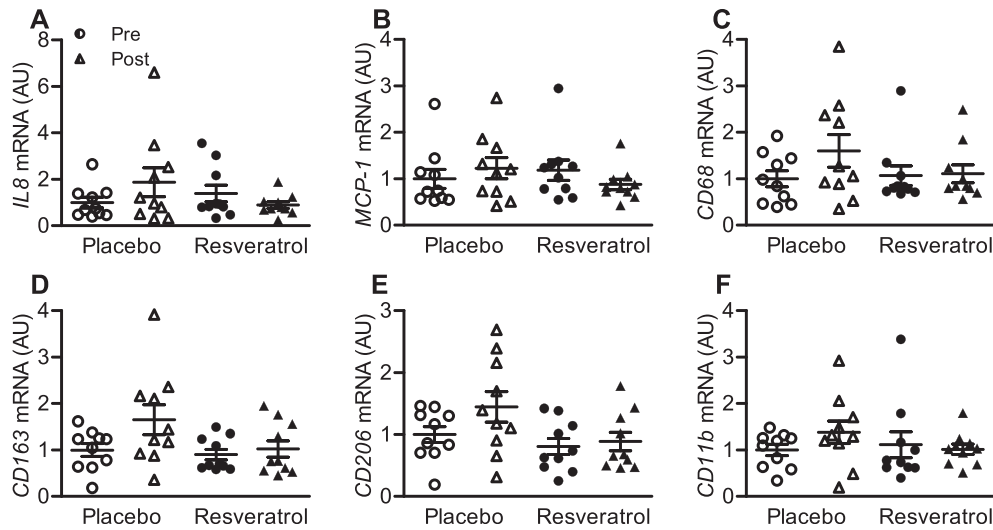 A
IL8 mRNA (AU)
8
6
4
2
0
Pre
Post
Placebo Resveratrol
B
MCP-1 mRNA (AU)
4
3
2
1
0
Placebo Resveratrol
C
CD68 mRNA (AU)
4
3
2
1
0
Placebo Resveratrol
D
CD163 mRNA (AU)
4
3
2
1
0
Placebo Resveratrol
E
CD206 mRNA (AU)
3
2
1
0
Placebo Resveratrol
F
CD11b mRNA (AU)
4
3
2
1
0
Placebo Resveratrol